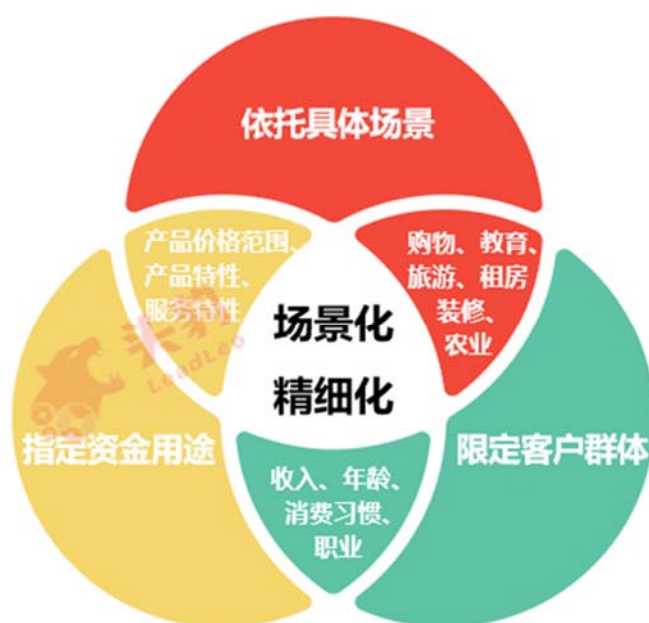 依托具体场景
产品价格范围、
产品特性、
服务特性
购物、教育、
旅游、租房
装修、
农业
场景化
精细化
指定资金用途
限定客户群体
收入、年龄、
消费习惯、
职业
头豹
LeadLeo